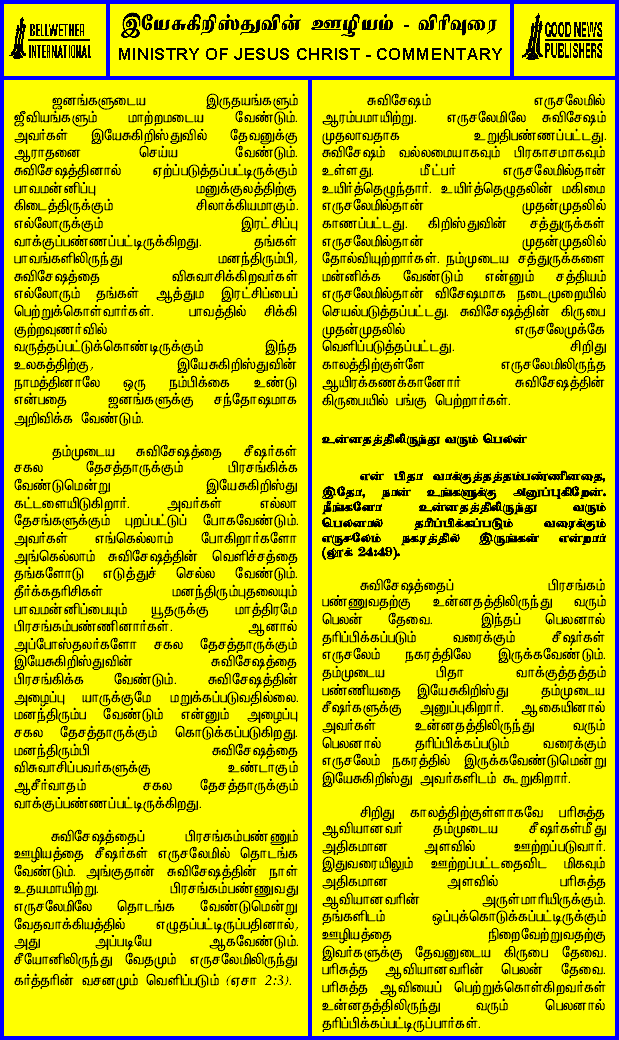 BELLWETHER
INTERNATIONAL
இயேசுகிறிஸ்துவின் ஊழியம் - விரிவுரை
MINISTRY OF JESUS CHRIST - COMMENTARY
GOOD NEWS
PUBLISHERS
ஜனங்களுடைய இருதயங்களும்
ஜீவியங்களும் மாற்றமடைய வேண்டும்.
அவர்கள் இயேசுகிறிஸ்துவில் தேவனுக்கு
ஆராதனை செய்ய வேண்டும்.
சுவிசேஷத்தினால் ஏற்படுத்தப்பட்டிருக்கும்
பாவமன்னிப்பு மனுக்குலத்திற்கு
கிடைத்திருக்கும் சிலாக்கியமாகும்.
எல்லோருக்கும் இரட்சிப்பு
வாக்குப்பண்ணப்பட்டிருக்கிறது. தங்கள்
பாவங்களிலிருந்து மனந்திரும்பி,
சுவிசேஷத்தை விசுவாசிக்கிறவர்கள்
எல்லோரும் தங்கள் ஆத்தும இரட்சிப்பைப்
பெற்றுக்கொள்வார்கள். பாவத்தில் சிக்கி
குற்றவுணர்வில்
வருத்தப்பட்டுக்கொண்டிருக்கும் இந்த
உலகத்திற்கு, இயேசுகிறிஸ்துவின்
நாமத்தினாலே ஒரு நம்பிக்கை உண்டு
என்பதை ஜனங்களுக்கு சந்தோஷமாக
அறிவிக்க வேண்டும்.
தம்முடைய சுவிசேஷத்தை சீஷர்கள்
சகல தேசத்தாருக்கும் பிரசங்கிக்க
வேண்டுமென்று இயேசுகிறிஸ்து
கட்டளையிடுகிறார். அவர்கள் எல்லா
தேசங்களுக்கும் புறப்பட்டுப் போகவேண்டும்.
அவர்கள் எங்கெல்லாம் போகிறார்களோ
அங்கெல்லாம் சுவிசேஷத்தின் வெளிச்சத்தை
தங்களோடு எடுத்துச் செல்ல வேண்டும்.
தீர்க்கதரிசிகள் மனந்திரும்புதலையும்
பாவமன்னிப்பையும் யூதருக்கு மாத்திரமே
பிரசங்கம்பண்ணினார்கள். ஆனால்
அப்போஸ்தலர்களோ சகல தேசத்தாருக்கும்
இயேசுகிறிஸ்துவின் சுவிசேஷத்தை
பிரசங்கிக்க வேண்டும். சுவிசேஷத்தின்
அழைப்பு யாருக்குமே மறுக்கப்படுவதில்லை.
மனந்திரும்ப வேண்டும் என்னும் அழைப்பு
சகல தேசத்தாருக்கும் கொடுக்கப்படுகிறது.
மனந்திரும்பி சுவிசேஷத்தை
விசுவாசிப்பவர்களுக்கு உண்டாகும்
ஆசீர்வாதம் சகல தேசத்தாருக்கும்
வாக்குப்பண்ணப்பட்டிருக்கிறது.
சுவிசேஷத்தைப் பிரசங்கம்பண்ணும்
ஊழியத்தை சீஷர்கள் எருசலேமில் தொடங்க
வேண்டும். அங்குதான் சுவிசேஷத்தின் நாள்
உதயமாயிற்று. பிரசங்கம்பண்ணுவது
எருசலேமிலே தொடங்க வேண்டுமென்று
வேதவாக்கியத்தில் எழுதப்பட்டிருப்பதினால்,
அது அப்படியே ஆகவேண்டும்.
சீயோனிலிருந்து வேதமும் எருசலேமிலிருந்து
கர்த்தரின் வசனமும் வெளிப்படும் (ஏசா 2:3).
சுவிசேஷம் எருசலேமில்
ஆரம்பமாயிற்று. எருசலேமிலே சுவிசேஷம்
முதலாவதாக உறுதிபண்ணப்பட்டது.
சுவிசேஷம் வல்லமையாகவும் பிரகாசமாகவும்
உள்ளது. மீட்பர் எருசலேமில்தான்
உயிர்த்தெழுந்தார். உயிர்த்தெழுதலின் மகிமை
எருசலேமில்தான் முதன்முதலில்
காணப்பட்டது. கிறிஸ்துவின் சத்துருக்கள்
எருசலேமில்தான் முதன்முதலில்
தோல்வியுற்றார்கள். நம்முடைய சத்துருக்களை
மன்னிக்க வேண்டும் என்னும் சத்தியம்
எருசலேமில்தான் விசேஷமாக நடைமுறையில்
செயல்படுத்தப்பட்டது. சுவிசேஷத்தின் கிருபை
முதன்முதலில் எருசலேமுக்கே
வெளிப்படுத்தப்பட்டது. சிறிது
காலத்திற்குள்ளே எருசலேமிலிருந்த
ஆயிரக்கணக்கானோர் சுவிசேஷத்தின்
கிருபையில் பங்கு பெற்றார்கள்.
உன்னதத்திலிருந்து வரும் பெலன்
என் பிதா வாக்குத்தத்தம்பண்ணினதை,
இதோ, நான் உங்களுக்கு அனுப்புகிறேன்.
நீங்களோ உன்னதத்திலிருந்து வரும்
பெலனால் தரிப்பிக்கப்படும் வரைக்கும்
எருசலேம் நகரத்தில் இருங்கள் என்றார்
(லூக் 24:49).
சுவிசேஷத்தைப் பிரசங்கம்
பண்ணுவதற்கு உன்னதத்திலிருந்து வரும்
பெலன் தேவை. இந்தப் பெலனால்
தரிப்பிக்கப்படும் வரைக்கும் சீஷர்கள்
எருசலேம் நகரத்திலே இருக்கவேண்டும்.
தம்முடைய பிதா வாக்குத்தத்தம்
பண்ணியதை இயேசுகிறிஸ்து தம்முடைய
சீஷர்களுக்கு அனுப்புகிறார். ஆகையினால்
அவர்கள் உன்னதத்திலிருந்து வரும்
பெலனால் தரிப்பிக்கப்படும் வரைக்கும்
எருசலேம் நகரத்தில் இருக்கவேண்டுமென்று
இயேசுகிறிஸ்து அவர்களிடம் கூறுகிறார்.
சிறிது காலத்திற்குள்ளாகவே பரிசுத்த
ஆவியானவர் தம்முடைய சீஷர்கள்மீது
அதிகமான அளவில் ஊற்றப்படுவார்.
இதுவரையிலும் ஊற்றப்பட்டதைவிட மிகவும்
அதிகமான அளவில் பரிசுத்த
ஆவியானவரின் அருள்மாரியிருக்கும்.
தங்களிடம் ஒப்புக்கொடுக்கப்பட்டிருக்கும்
ஊழியத்தை நிறைவேற்றுவதற்கு
இவர்களுக்கு தேவனுடைய கிருபை தேவை.
பரிசுத்த ஆவியானவரின் பெலன் தேவை.
பரிசுத்த ஆவியைப் பெற்றுக்கொள்கிறவர்கள்
உன்னதத்திலிருந்து வரும் பெலனால்
தரிப்பிக்கப்பட்டிருப்பார்கள்.